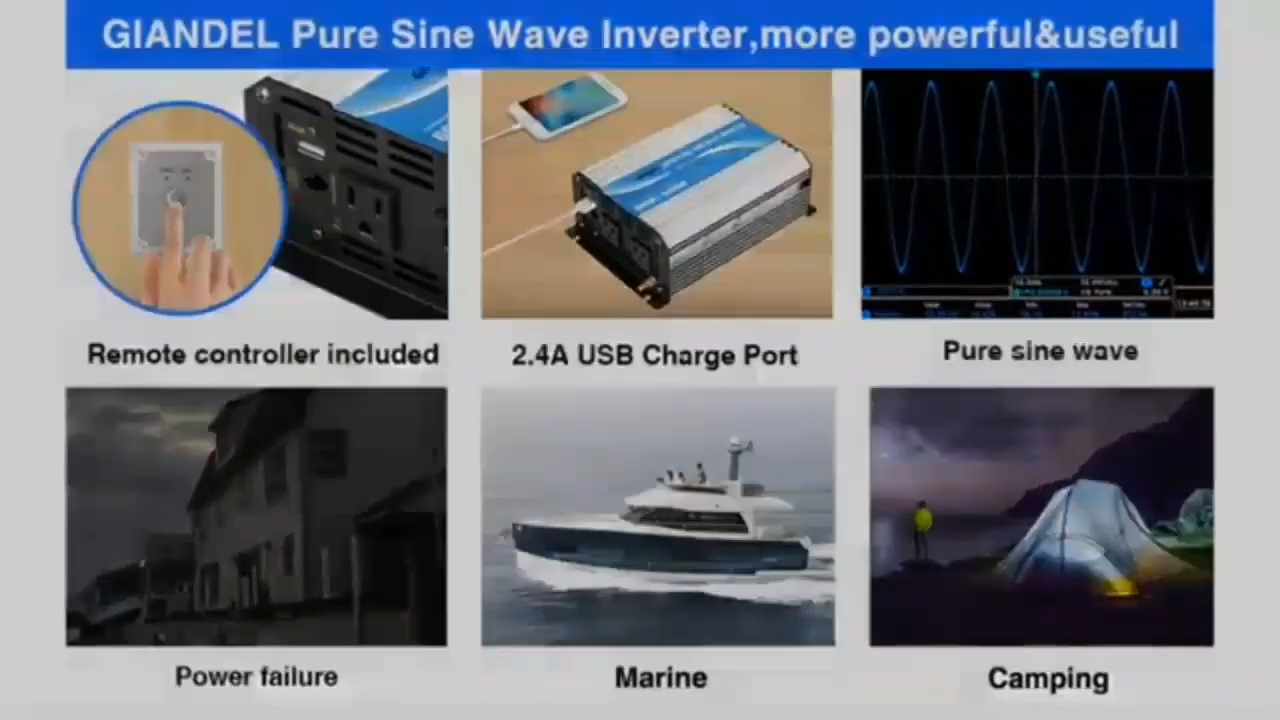 GIANDEL Pure Sine Wave Inverter,more powerful&useful
Remote controller included
2.4A USB Charge Port
Pure sine wave
Power failure
Marine
Camping